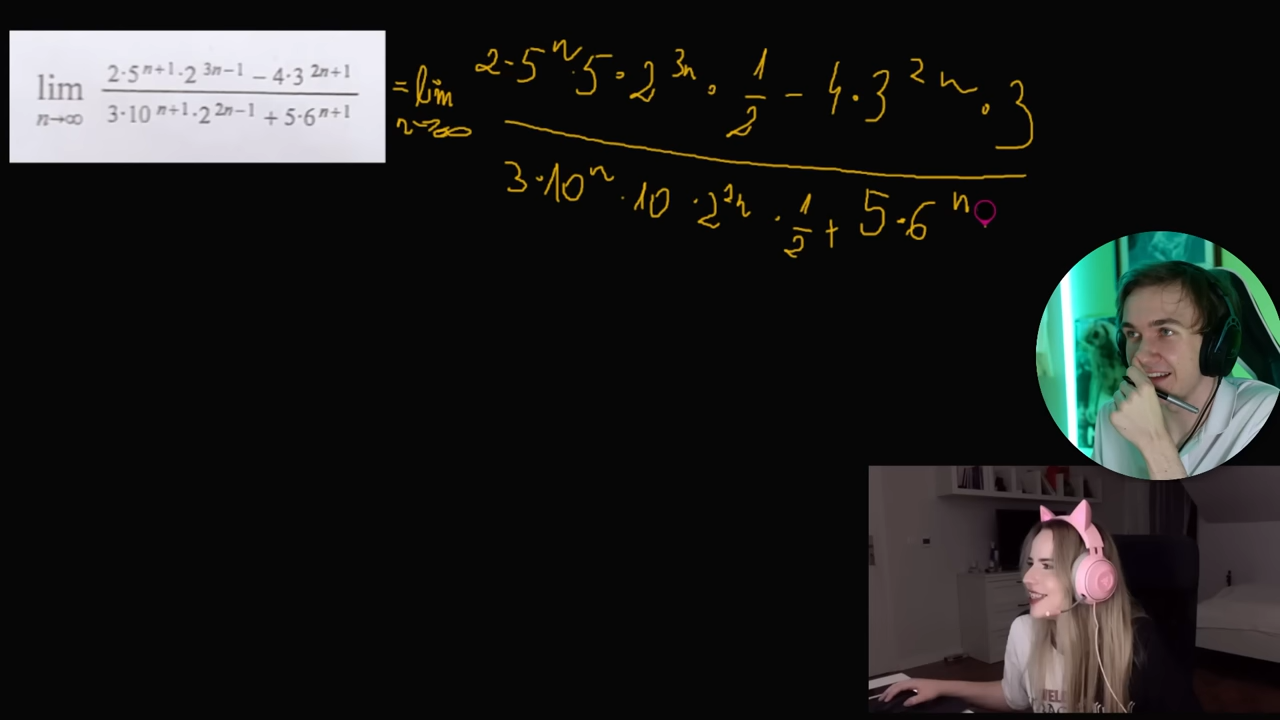 lim n→∞ (2·5^{n+1}·2^{3n−1} − 4·3^{2n+1}) / (3·10^{n+1}·2^{2n−1} + 5·6^{n+1})
= lim n→∞ (2·5^n·5·2^{3n}·1/2 − 4·3^{2n}·3) / (3·10^n·10·2^{2n}·1/2 + 5·6^n